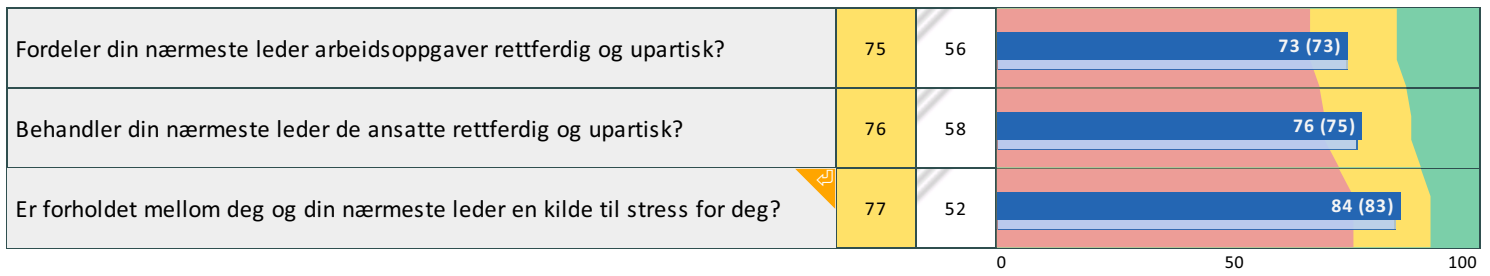 Fordeler din nærmeste leder arbeidsoppgaver rettferdig og upartisk? 75 56 73 (73)
Behandler din nærmeste leder de ansatte rettferdig og upartisk? 76 58 76 (75)
Er forholdet mellom deg og din nærmeste leder en kilde til stress for deg? 77 52 84 (83)
0 50 100